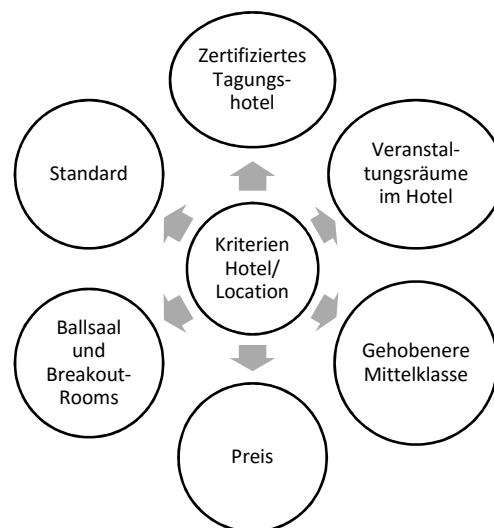 Zertifiziertes
Tagungs-
hotel
Veranstal-
tungsräume
im Hotel
Gehobenere
Mittelklasse
Preis
Ballsaal
und
Breakout-
Rooms
Standard
Kriterien
Hotel/
Location